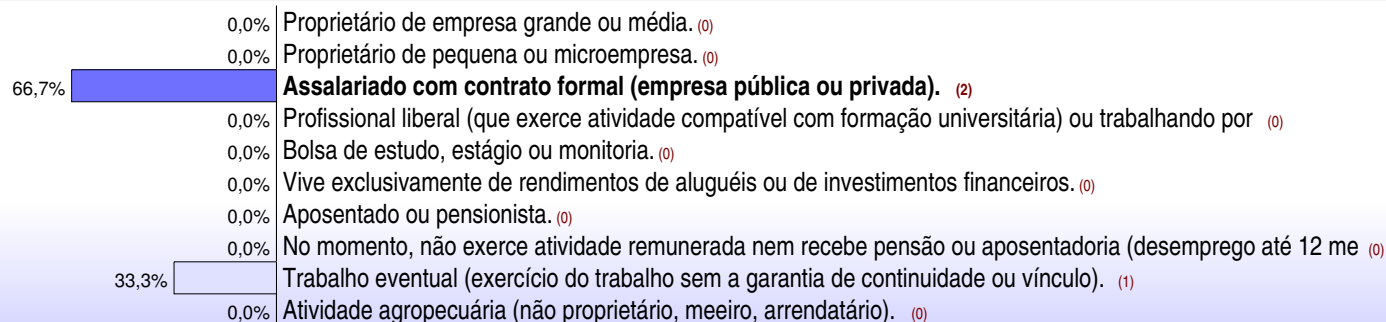 0,0% Proprietário de empresa grande ou média. (0)
0,0% Proprietário de pequena ou microempresa. (0)
66,7% Assalariado com contrato formal (empresa pública ou privada). (2)
0,0% Profissional liberal (que exerce atividade compatível com formação universitária) ou trabalhando por (0)
0,0% Bolsa de estudo, estágio ou monitoria. (0)
0,0% Vive exclusivamente de rendimentos de aluguéis ou de investimentos financeiros. (0)
0,0% Aposentado ou pensionista. (0)
0,0% No momento, não exerce atividade remunerada nem recebe pensão ou aposentadoria (desemprego até 12 me (0)
33,3% Trabalho eventual (exercício do trabalho sem a garantia de continuidade ou vínculo). (1)
0,0% Atividade agropecuária (não proprietário, meeiro, arrendatário). (0)